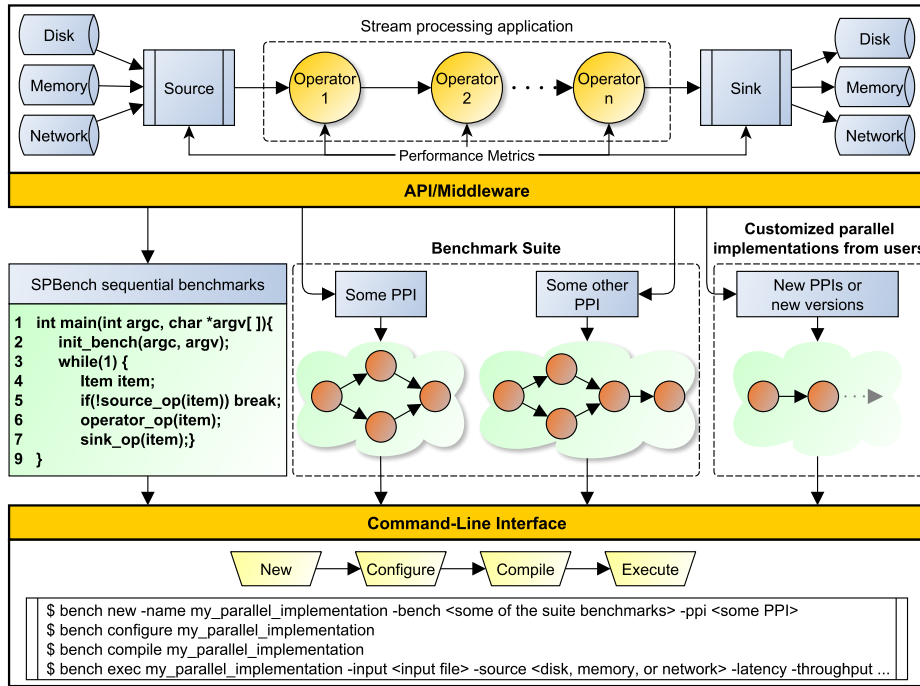 Stream processing application
Disk
Memory
Network
Source
Operator
1
Operator
2
Operator
n
Sink
Disk
Memory
Network
Performance Metrics
API/Middleware
SPBench sequential benchmarks
1 int main(int argc, char *argv[ ]){
2 init_bench(argc, argv);
3 while(1) {
4 Item item;
5 if(!source_op(item)) break;
6 operator_op(item);
7 sink_op(item);}
9 }
Benchmark Suite
Some PPI
Some other
PPI
Customized parallel
implementations from users
New PPIs or
new versions
Command-Line Interface
New
Configure
Compile
Execute
$ bench new -name my_parallel_implementation -bench <some of the suite benchmarks> -ppi <some PPI>
$ bench configure my_parallel_implementation
$ bench compile my_parallel_implementation
$ bench exec my_parallel_implementation -input <input file> -source <disk, memory, or network> -latency -throughput ...